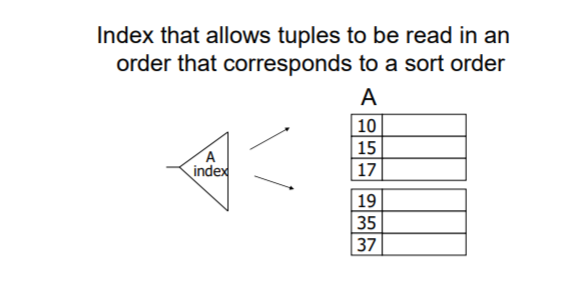 Index that allows tuples to be read in an
order that corresponds to a sort order
A
10
15
17
A
index
19
35
37